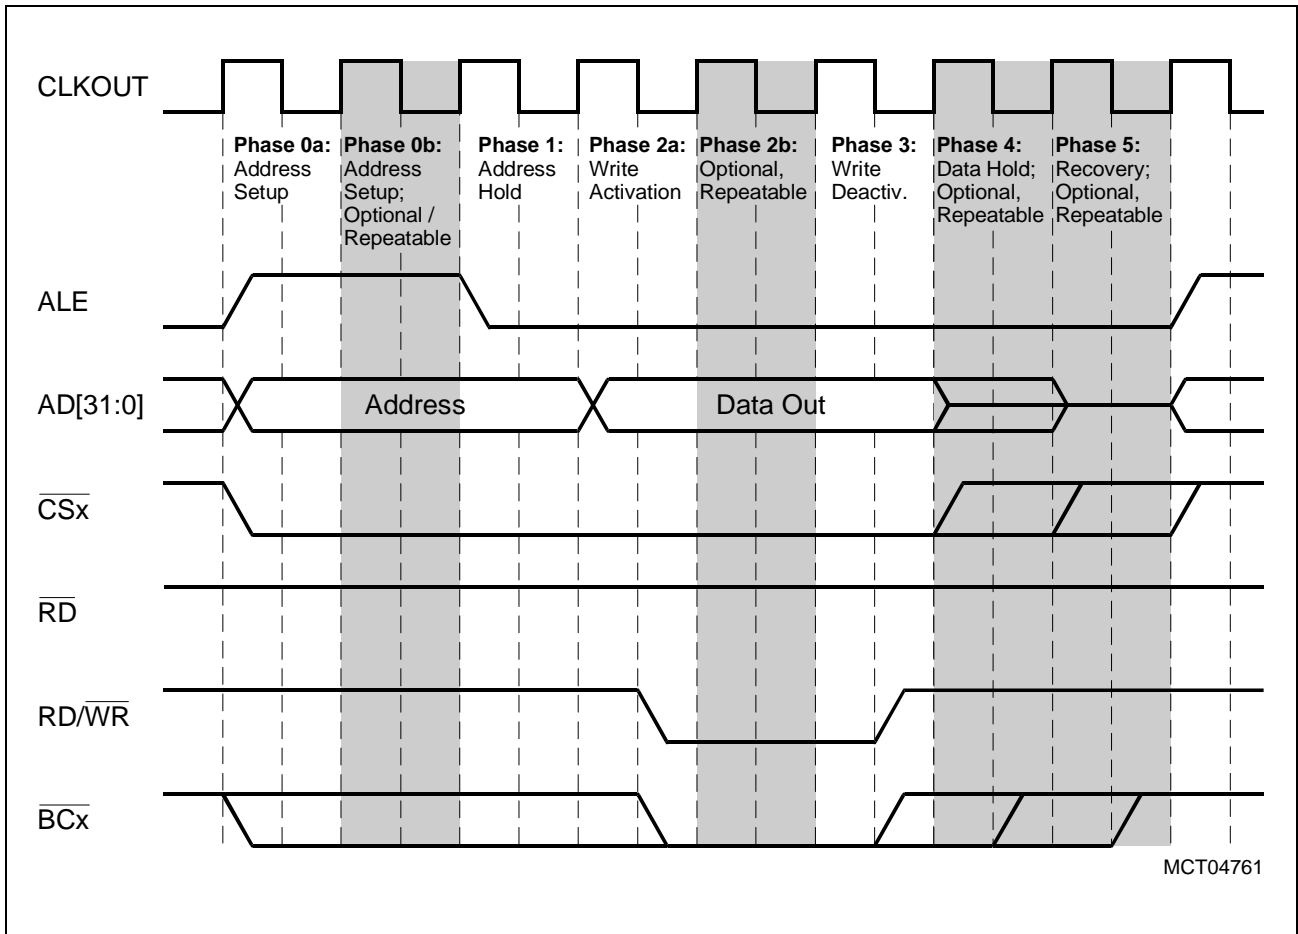 CLKOUT
Phase 0a:
Address
Setup
Phase 0b:
Address
Setup;
Optional /
Repeatable
Phase 1:
Address
Hold
Phase 2a:
Write
Activation
Phase 2b:
Optional,
Repeatable
Phase 3:
Write
Deactiv.
Phase 4:
Data Hold;
Optional,
Repeatable
Phase 5:
Recovery;
Optional,
Repeatable
ALE
AD[31:0]
Address
Data Out
CSx
RD
RD/WR
BCx
MCT04761